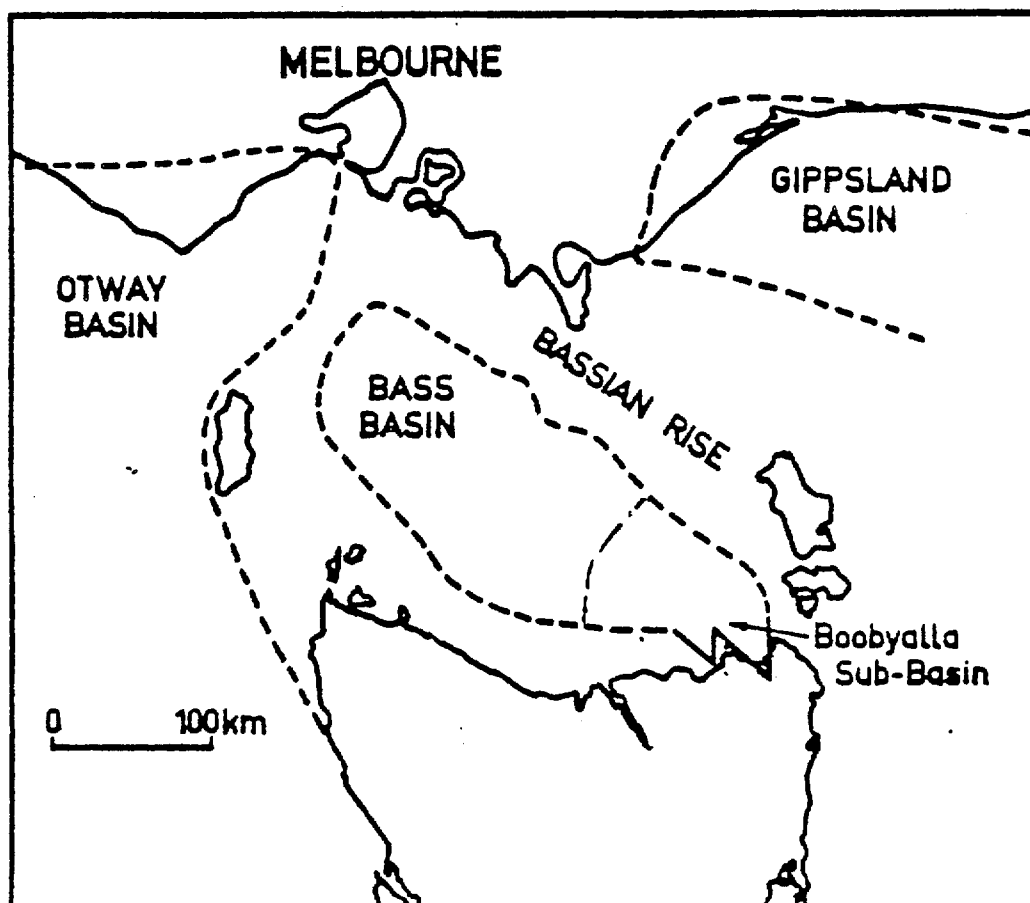 MELBOURNE
GIPPSLAND
BASIN
OTWAY
BASIN
BASSIAN RISE
BASS
BASIN
Boobyalla
Sub-Basin
0 100km